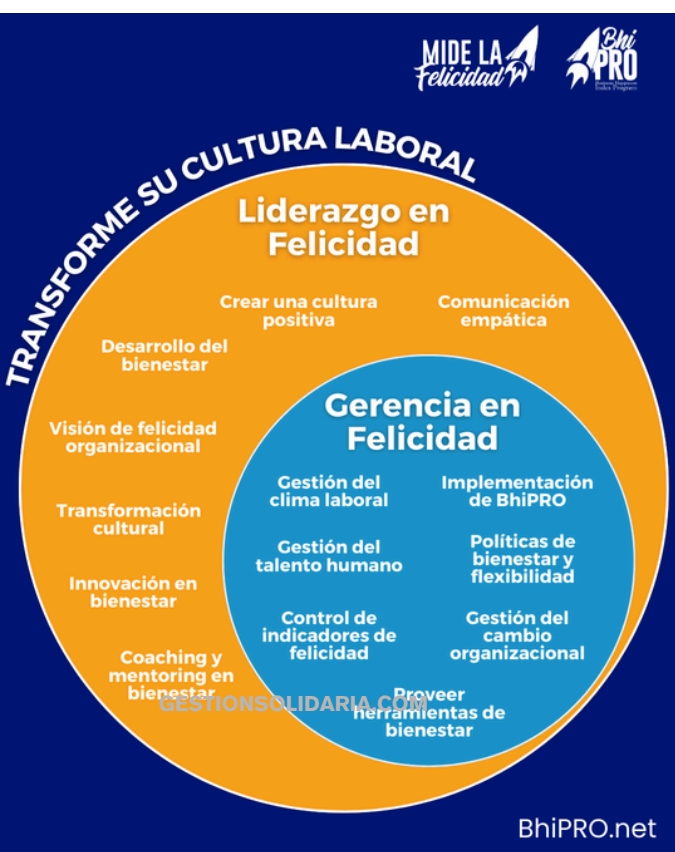 MIDE LA
Felicidad
Bhi
PRO
TRANSFORME SU CULTURA LABORAL
Liderazgo en
Felicidad
Crear una cultura
positiva
Comunicación
empática
Desarrollo del
bienestar
Visión de felicidad
organizacional
Transformación
cultural
Innovación en
bienestar
Coaching y
mentoring en
bienestar
Gerencia en
Felicidad
Gestión del
clima laboral
Implementación
de BhiPRO
Gestión del
talento humano
Políticas de
bienestar y
flexibilidad
Control de
indicadores de
felicidad
Gestión del
cambio
organizacional
Proveer
herramientas de
bienestar
GESTIONSOLIDARIA.COM
BhiPRO.net